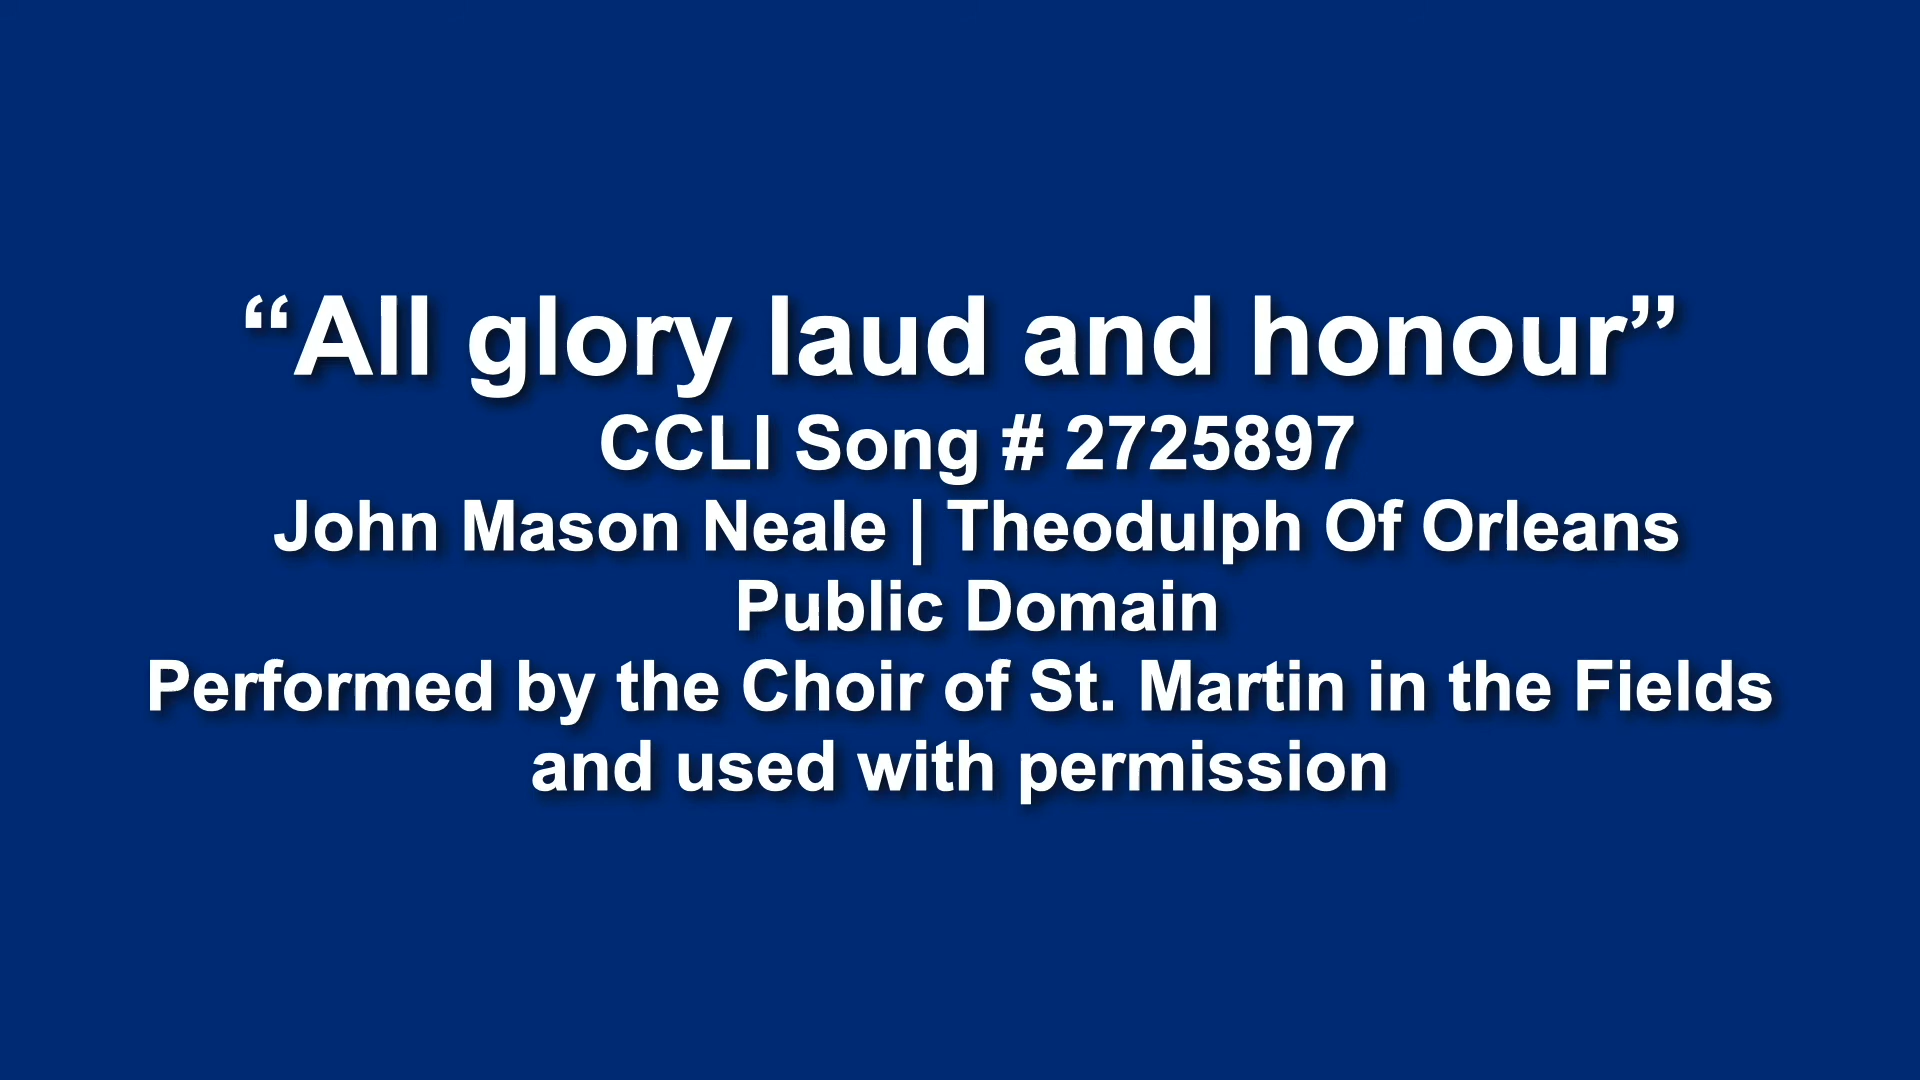 “All glory laud and honour”
CCLI Song # 2725897
John Mason Neale | Theodulph Of Orleans
Public Domain
Performed by the Choir of St. Martin in the Fields
and used with permission